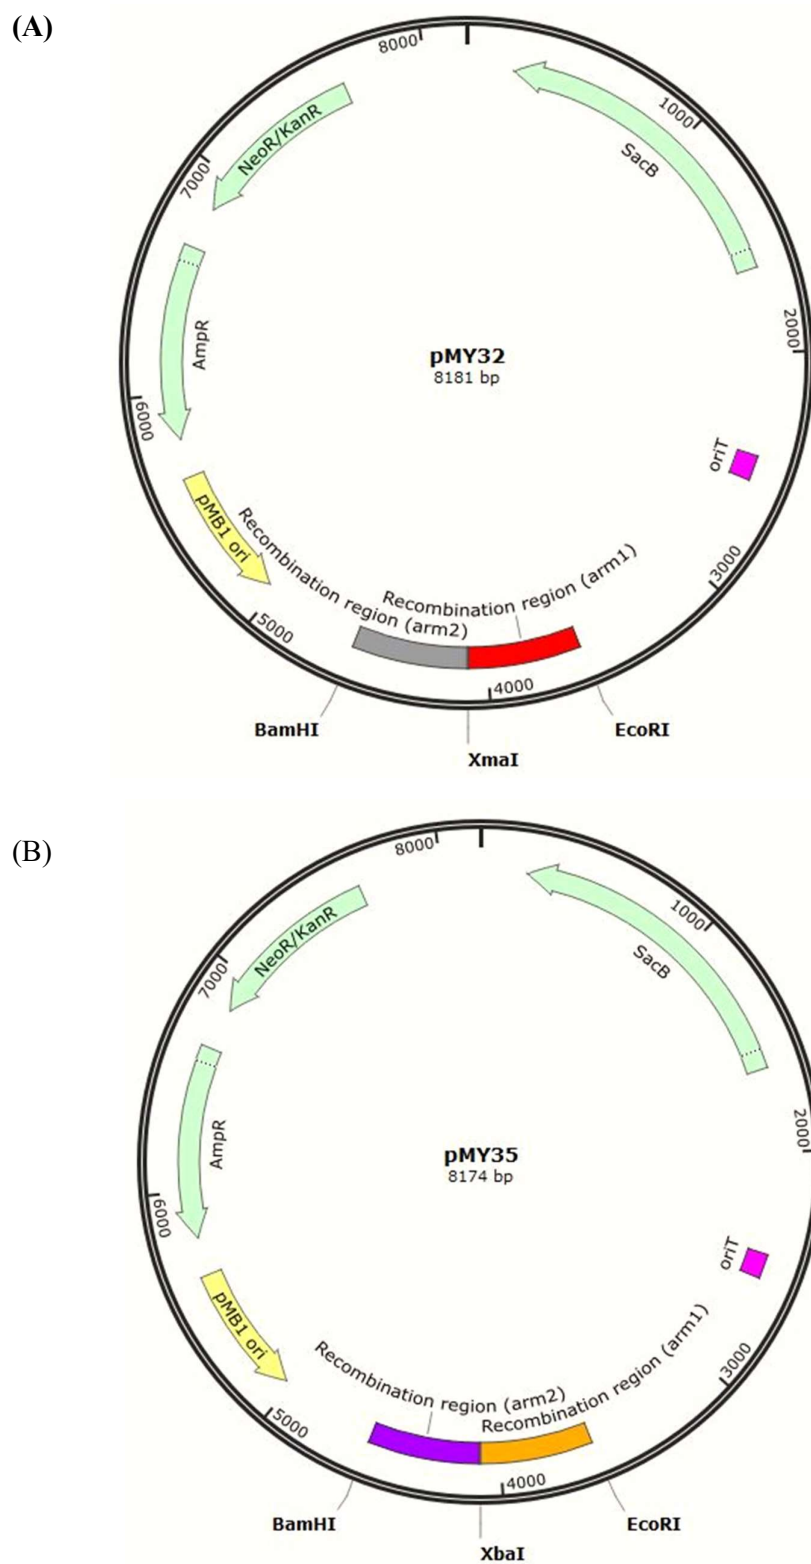 (A)
8000
1000
NeoR/KanR
SacB
7000
AmpR
2000
pMY32
8181 bp
6000
oriT
pMB1 ori
Recombination region (arm2)
Recombination region (arm1)
3000
5000
4000
BamHI
EcoRI
XmaI
(B)
8000
1000
NeoR/KanR
SacB
7000
AmpR
2000
pMY35
8174 bp
6000
oriT
pMB1 ori
Recombination region (arm2)
Recombination region (arm1)
3000
5000
4000
BamHI
EcoRI
XbaI